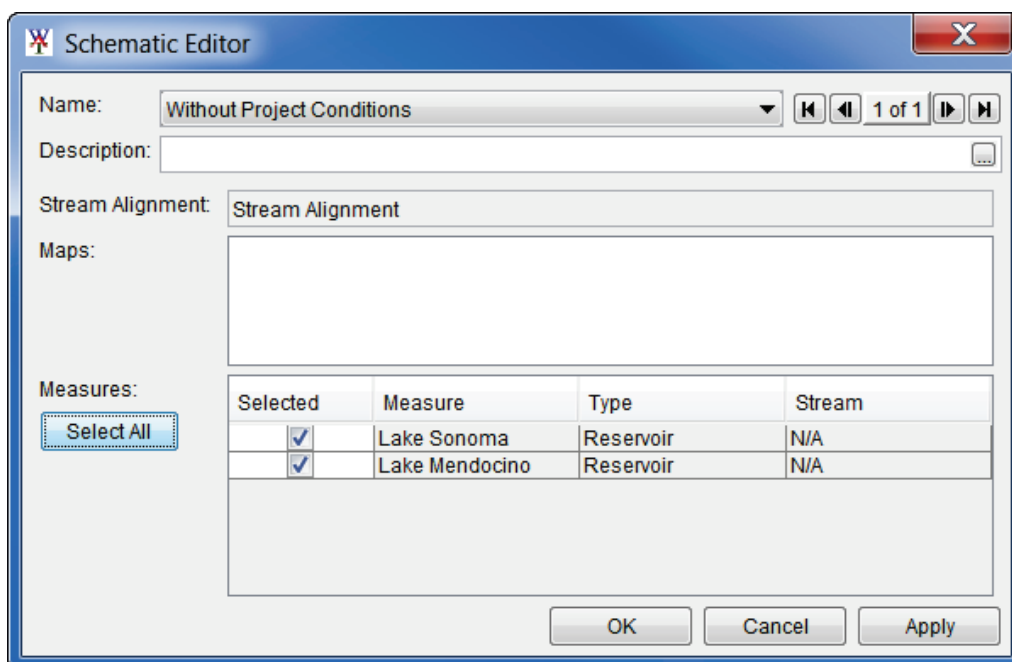 Schematic Editor
Name: Without Project Conditions 1 of 1
Description: ...
Stream Alignment: Stream Alignment
Maps:
Measures:
Select All
Selected Measure Type Stream
Lake Sonoma Reservoir N/A
Lake Mendocino Reservoir N/A
OK Cancel Apply